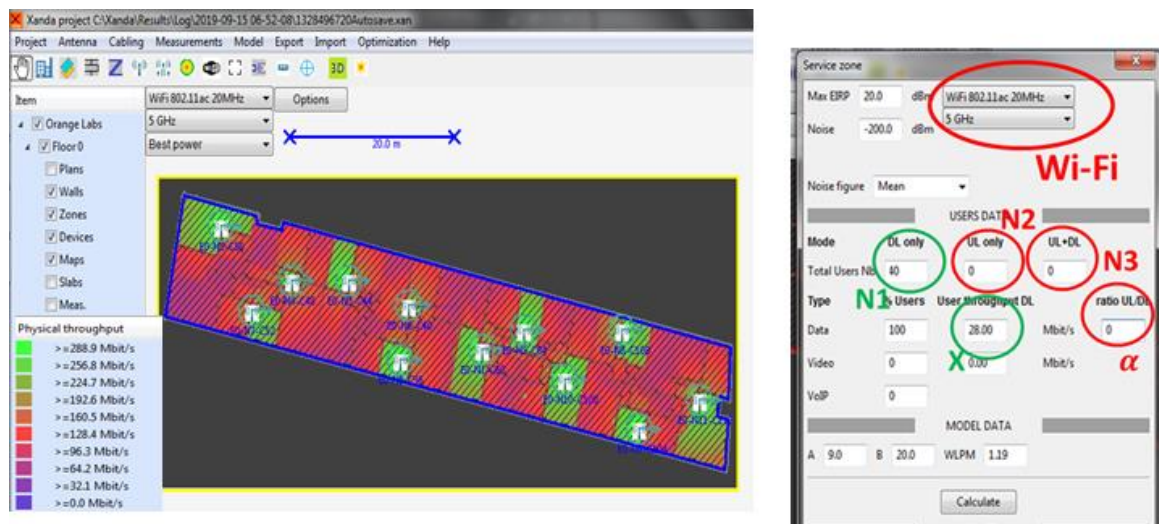 Xanda project C:\Xanda\Results\Log\2019-09-15 06-52-08\1328496720Autosave.xan
Project Antenna Cabling Measurements Model Export Import Optimization Help
3D
Item
WiFi 802.11ac 20MHz
Options
5 GHz
Best power
20.0 m
Orange Labs
Floor 0
Plans
Walls
Zones
Devices
Maps
Slabs
Meas.
Physical throughput
>=288.9 Mbit/s
>=256.8 Mbit/s
>=224.7 Mbit/s
>=192.6 Mbit/s
>=160.5 Mbit/s
>=128.4 Mbit/s
>=96.3 Mbit/s
>=64.2 Mbit/s
>=32.1 Mbit/s
>=0.0 Mbit/s
Service zone
Max EIRP 20.0 dBm WiFi 802.11ac 20MHz
5 GHz
Noise -200.0 dBm
Wi-Fi
Noise figure Mean
USERS DATA
N2
Mode DL only UL only UL+DL
N3
Total Users Nb 40 0 0
N1
Type % Users User throughput DL ratio UL/DL
Data 100 28.00 Mbit/s 0
X
α
Video 0 0.00 Mbit/s
VoIP 0
MODEL DATA
A 9.0 B 20.0 WLPM 1.19
Calculate